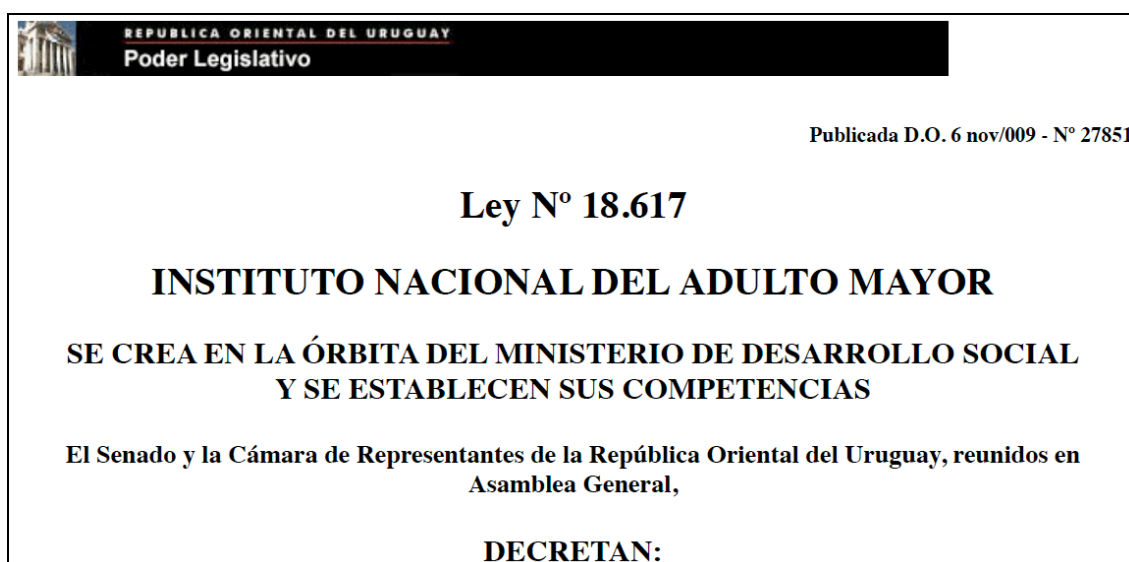 REPUBLICA ORIENTAL DEL URUGUAY
Poder Legislativo
Publicada D.O. 6 nov/009 - Nº 27851
Ley Nº 18.617
INSTITUTO NACIONAL DEL ADULTO MAYOR
SE CREA EN LA ÓRBITA DEL MINISTERIO DE DESARROLLO SOCIAL
Y SE ESTABLECEN SUS COMPETENCIAS
El Senado y la Cámara de Representantes de la República Oriental del Uruguay, reunidos en
Asamblea General,
DECRETAN: